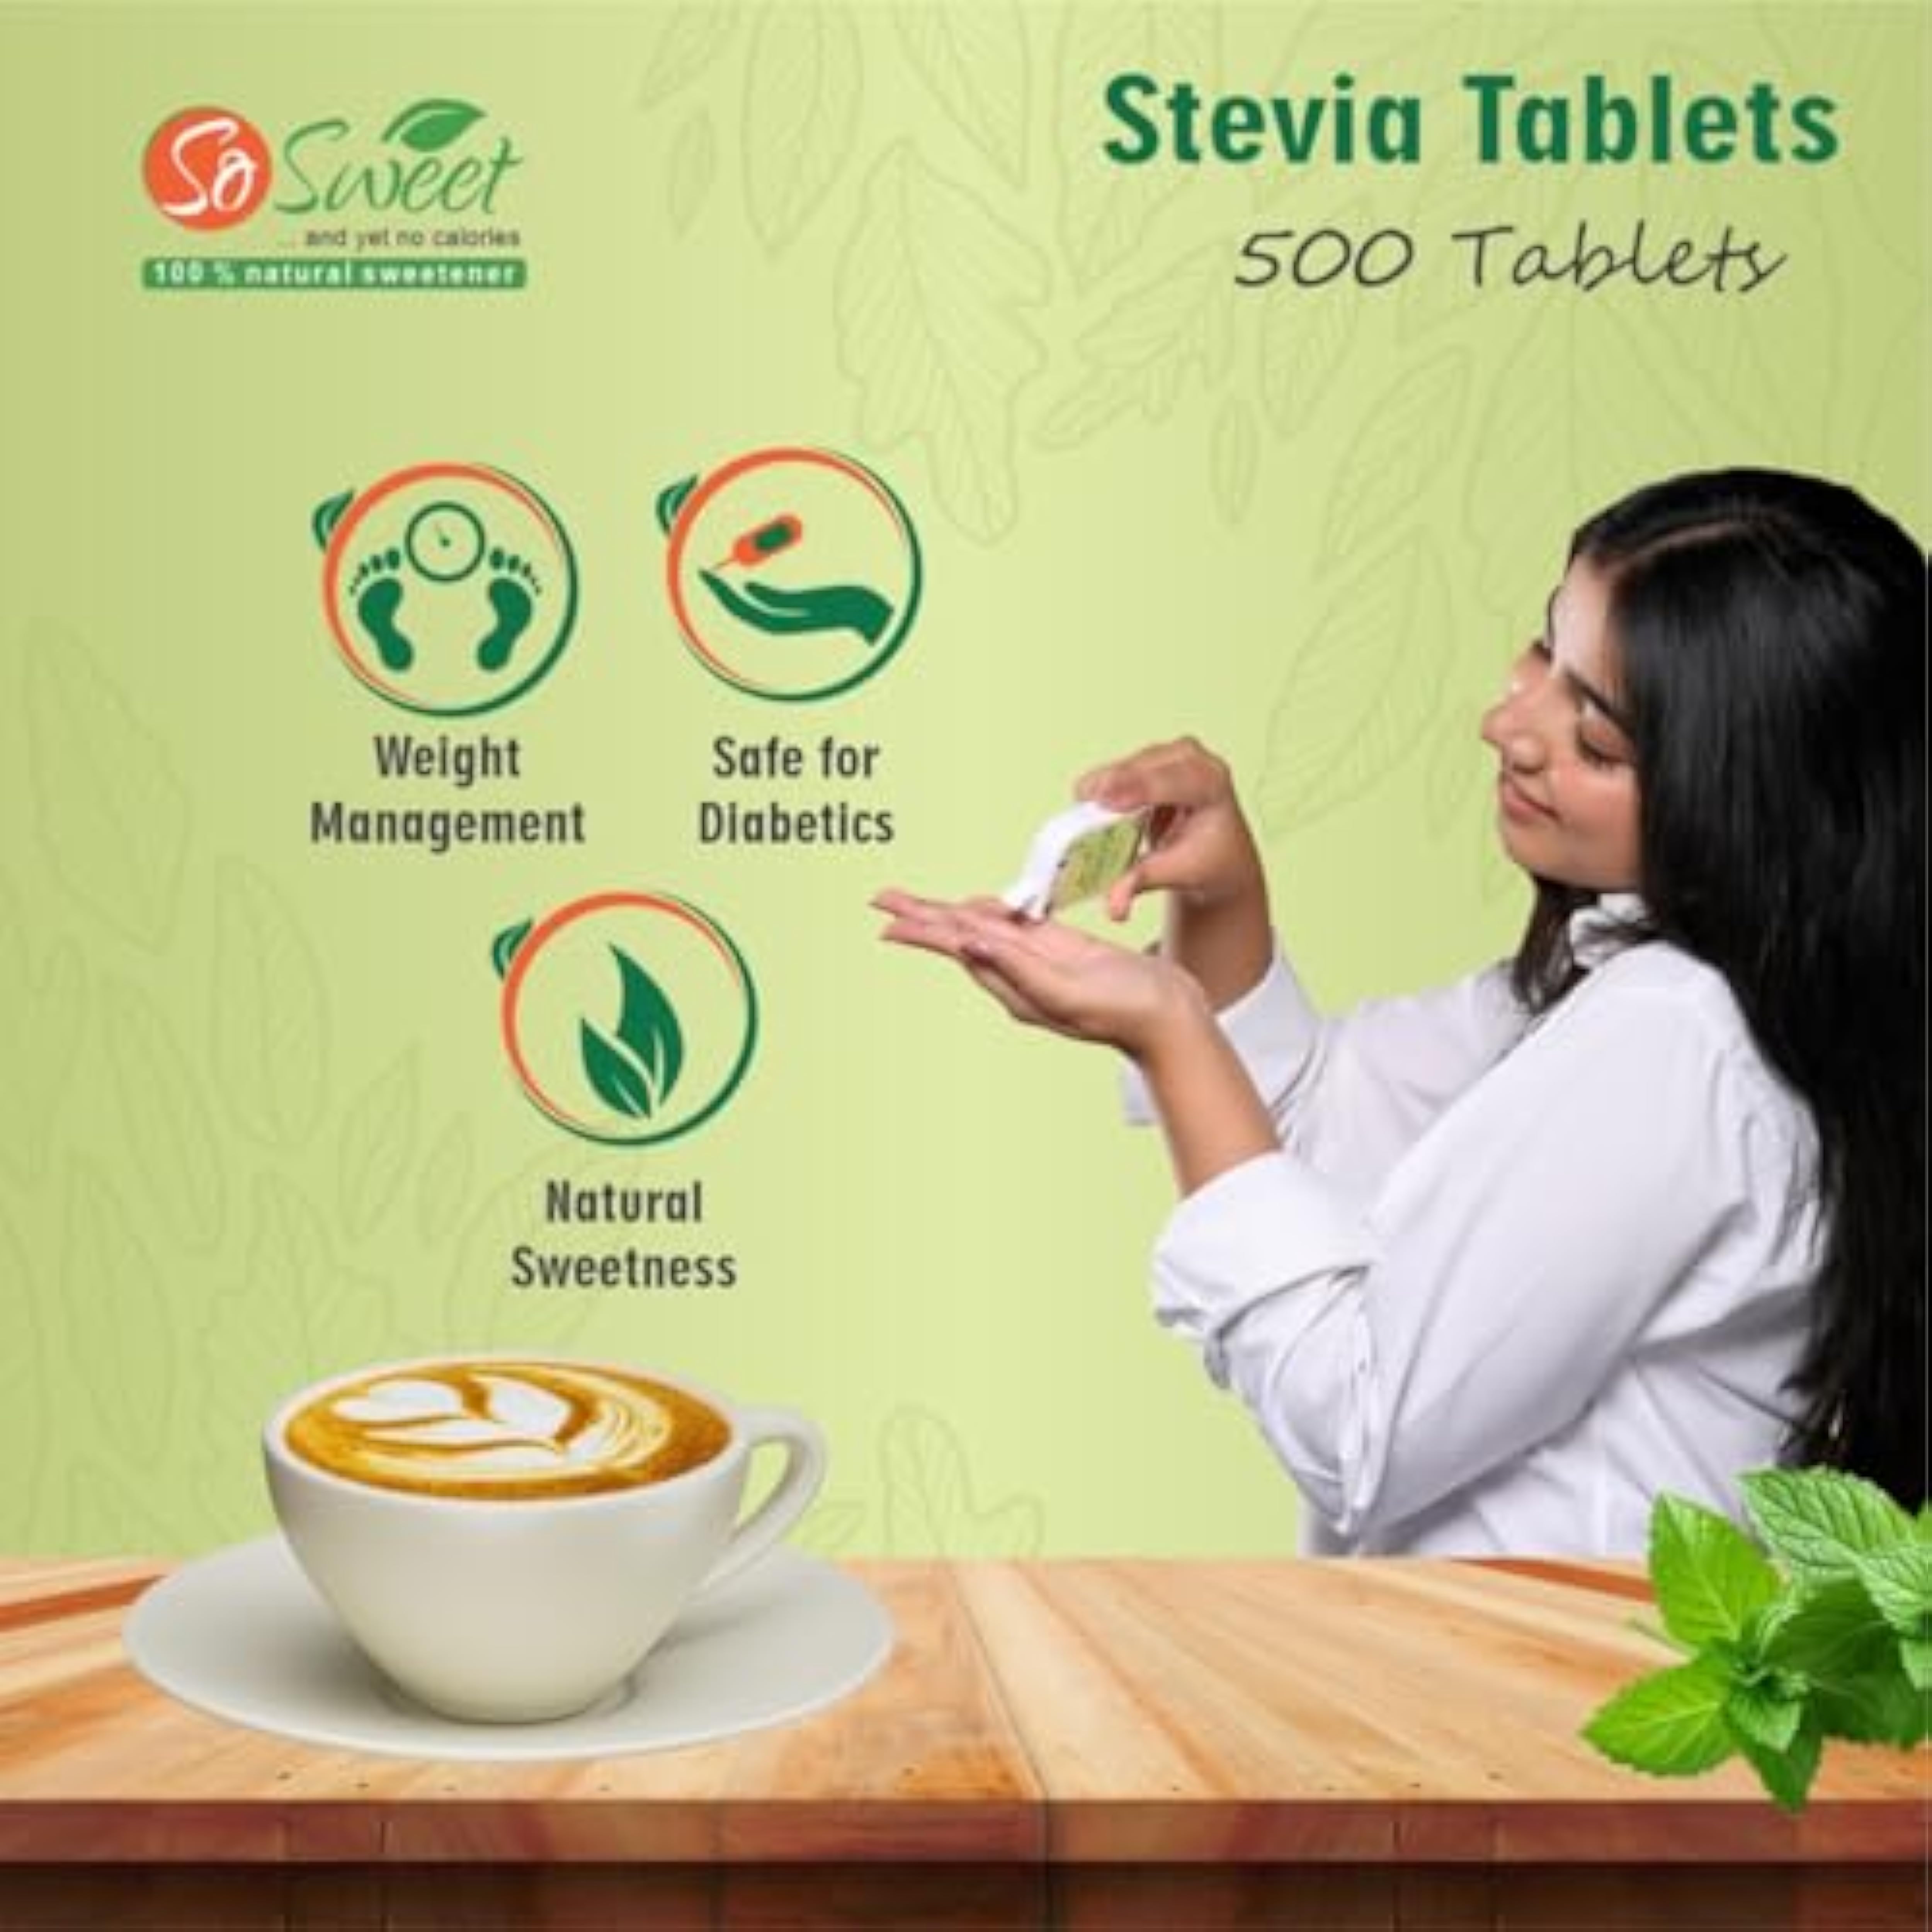 So Sweet
... and yet no calories
100 % natural sweetener
Stevia Tablets
500 Tablets
Weight
Management
Safe for
Diabetics
Natural
Sweetness